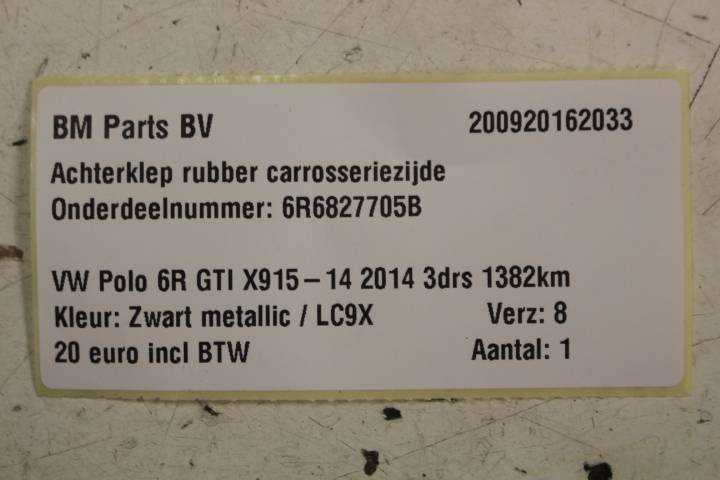 BM Parts BV 200920162033
Achterklep rubber carrosseriezijde
Onderdeelnummer: 6R6827705B
VW Polo 6R GTI X915-14 2014 3drs 1382km
Kleur: Zwart metallic / LC9X Verz: 8
20 euro incl BTW Aantal: 1